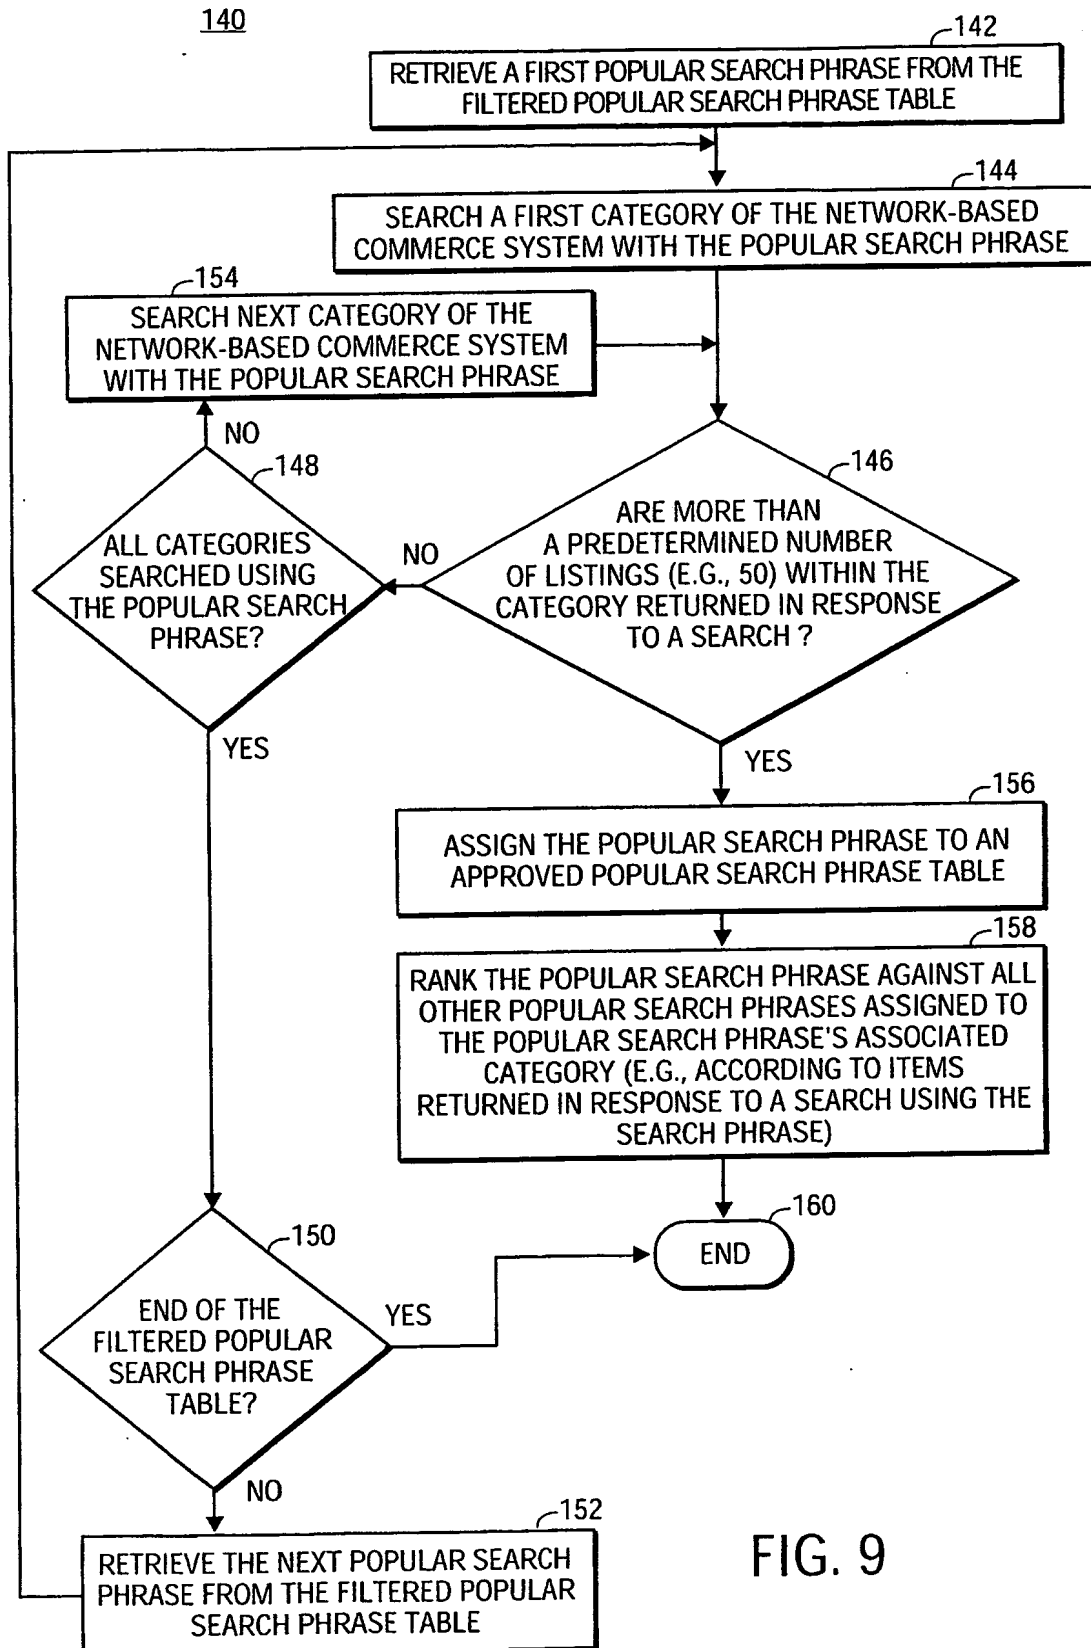 140
142
RETRIEVE A FIRST POPULAR SEARCH PHRASE FROM THE
FILTERED POPULAR SEARCH PHRASE TABLE
144
SEARCH A FIRST CATEGORY OF THE NETWORK-BASED
COMMERCE SYSTEM WITH THE POPULAR SEARCH PHRASE
154
SEARCH NEXT CATEGORY OF THE
NETWORK-BASED COMMERCE SYSTEM
WITH THE POPULAR SEARCH PHRASE
NO
148
ALL CATEGORIES
SEARCHED USING
THE POPULAR SEARCH
PHRASE?
NO
146
ARE MORE THAN
A PREDETERMINED NUMBER
OF LISTINGS (E.G., 50) WITHIN THE
CATEGORY RETURNED IN RESPONSE
TO A SEARCH ?
YES
YES
156
ASSIGN THE POPULAR SEARCH PHRASE TO AN
APPROVED POPULAR SEARCH PHRASE TABLE
158
RANK THE POPULAR SEARCH PHRASE AGAINST ALL
OTHER POPULAR SEARCH PHRASES ASSIGNED TO
THE POPULAR SEARCH PHRASE'S ASSOCIATED
CATEGORY (E.G., ACCORDING TO ITEMS
RETURNED IN RESPONSE TO A SEARCH USING THE
SEARCH PHRASE)
160
END
150
END OF THE
FILTERED POPULAR
SEARCH PHRASE
TABLE?
YES
NO
152
RETRIEVE THE NEXT POPULAR SEARCH
PHRASE FROM THE FILTERED POPULAR
SEARCH PHRASE TABLE
FIG. 9